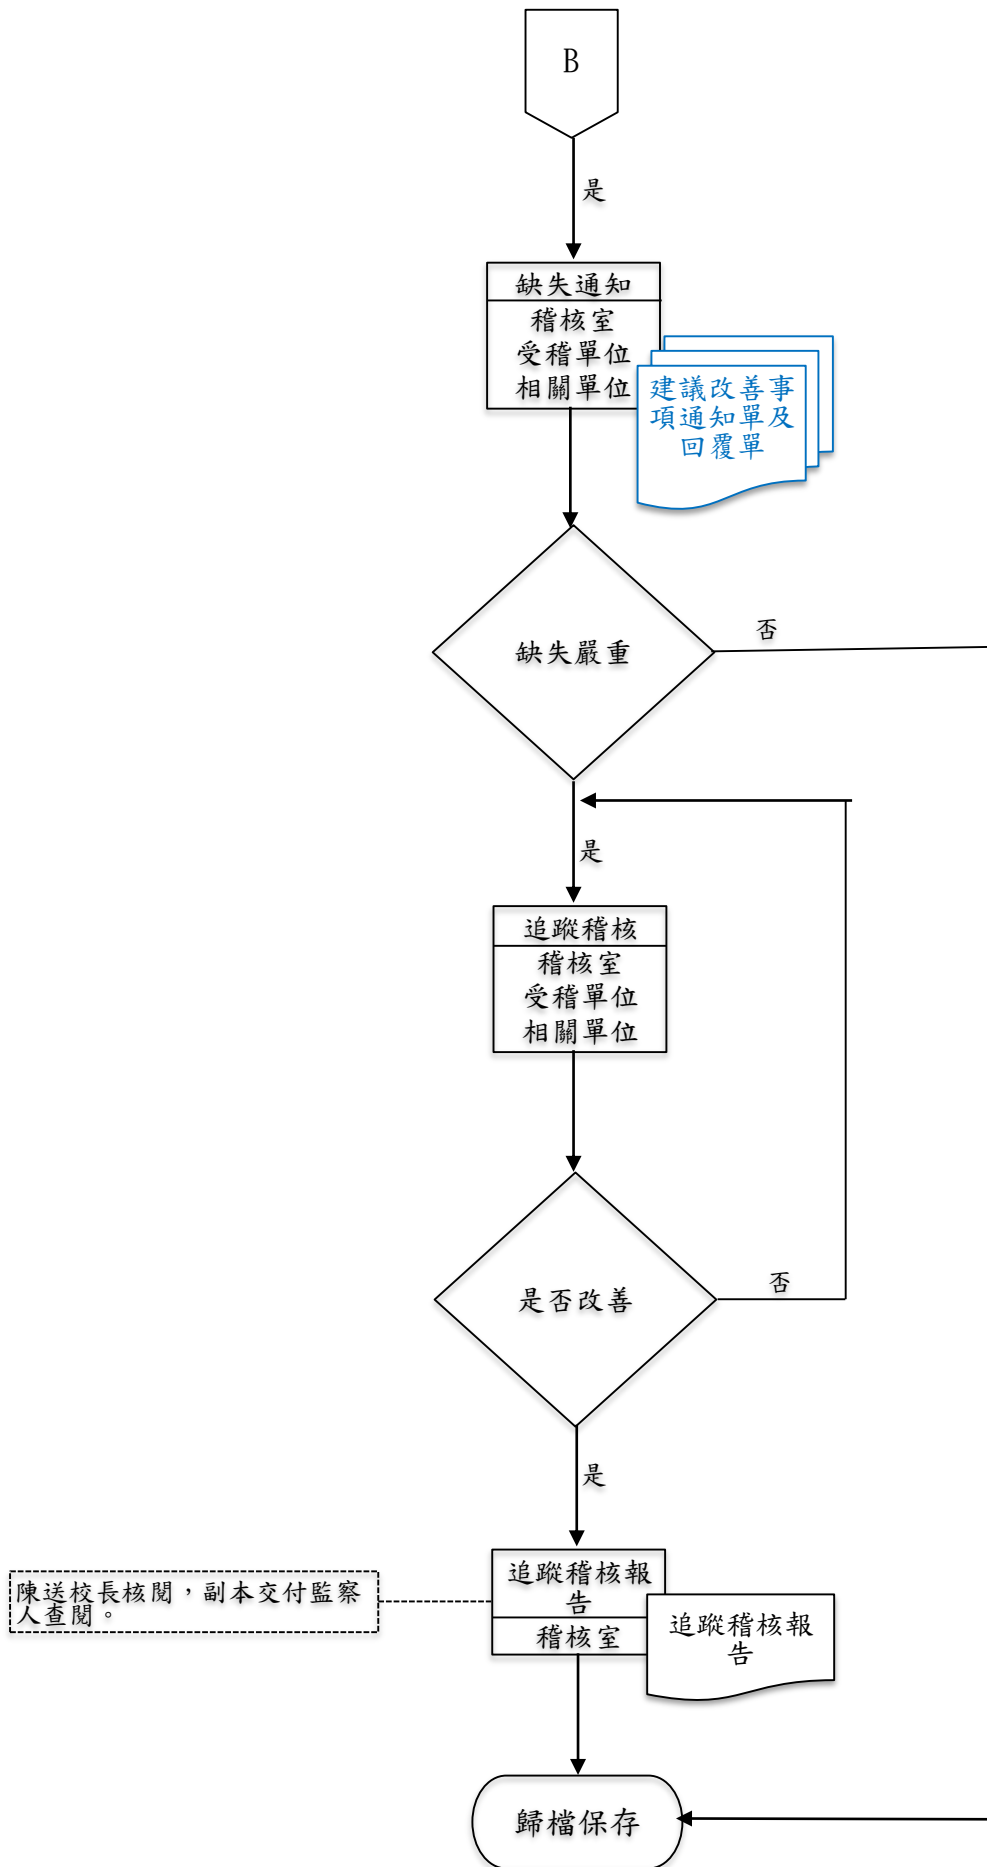 B
是
缺失通知
稽核室
受稽單位
相關單位
建議改善事
項通知單及
回覆單
缺失嚴重
否
是
追蹤稽核
稽核室
受稽單位
相關單位
是否改善
否
是
追蹤稽核報
告
稽核室
追蹤稽核報
告
陳送校長核閱，副本交付監察
人查閱。
歸檔保存